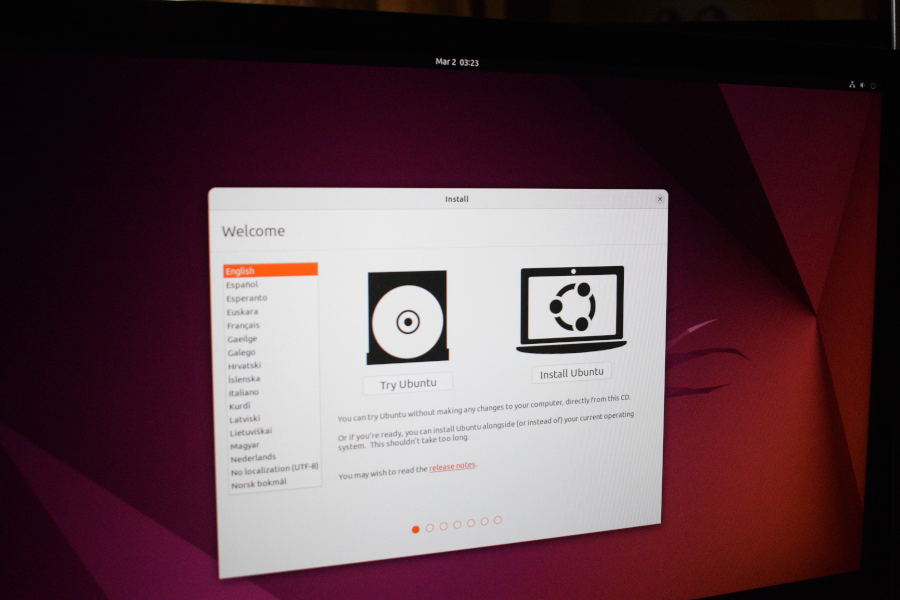 Mar 2 03:23
Install
Welcome
English
Español
Esperanto
Euskara
Français
Gaeilge
Galego
Hrvatski
Íslenska
Italiano
Kurdî
Latviski
Lietuviškai
Magyar
Nederlands
No localization (UTF-8)
Norsk bokmål
Try Ubuntu
Install Ubuntu
You can try Ubuntu without making any changes to your computer, directly from this CD.
Or if you're ready, you can install Ubuntu alongside (or instead of) your current operating
system. This shouldn't take too long.
You may wish to read the release notes.